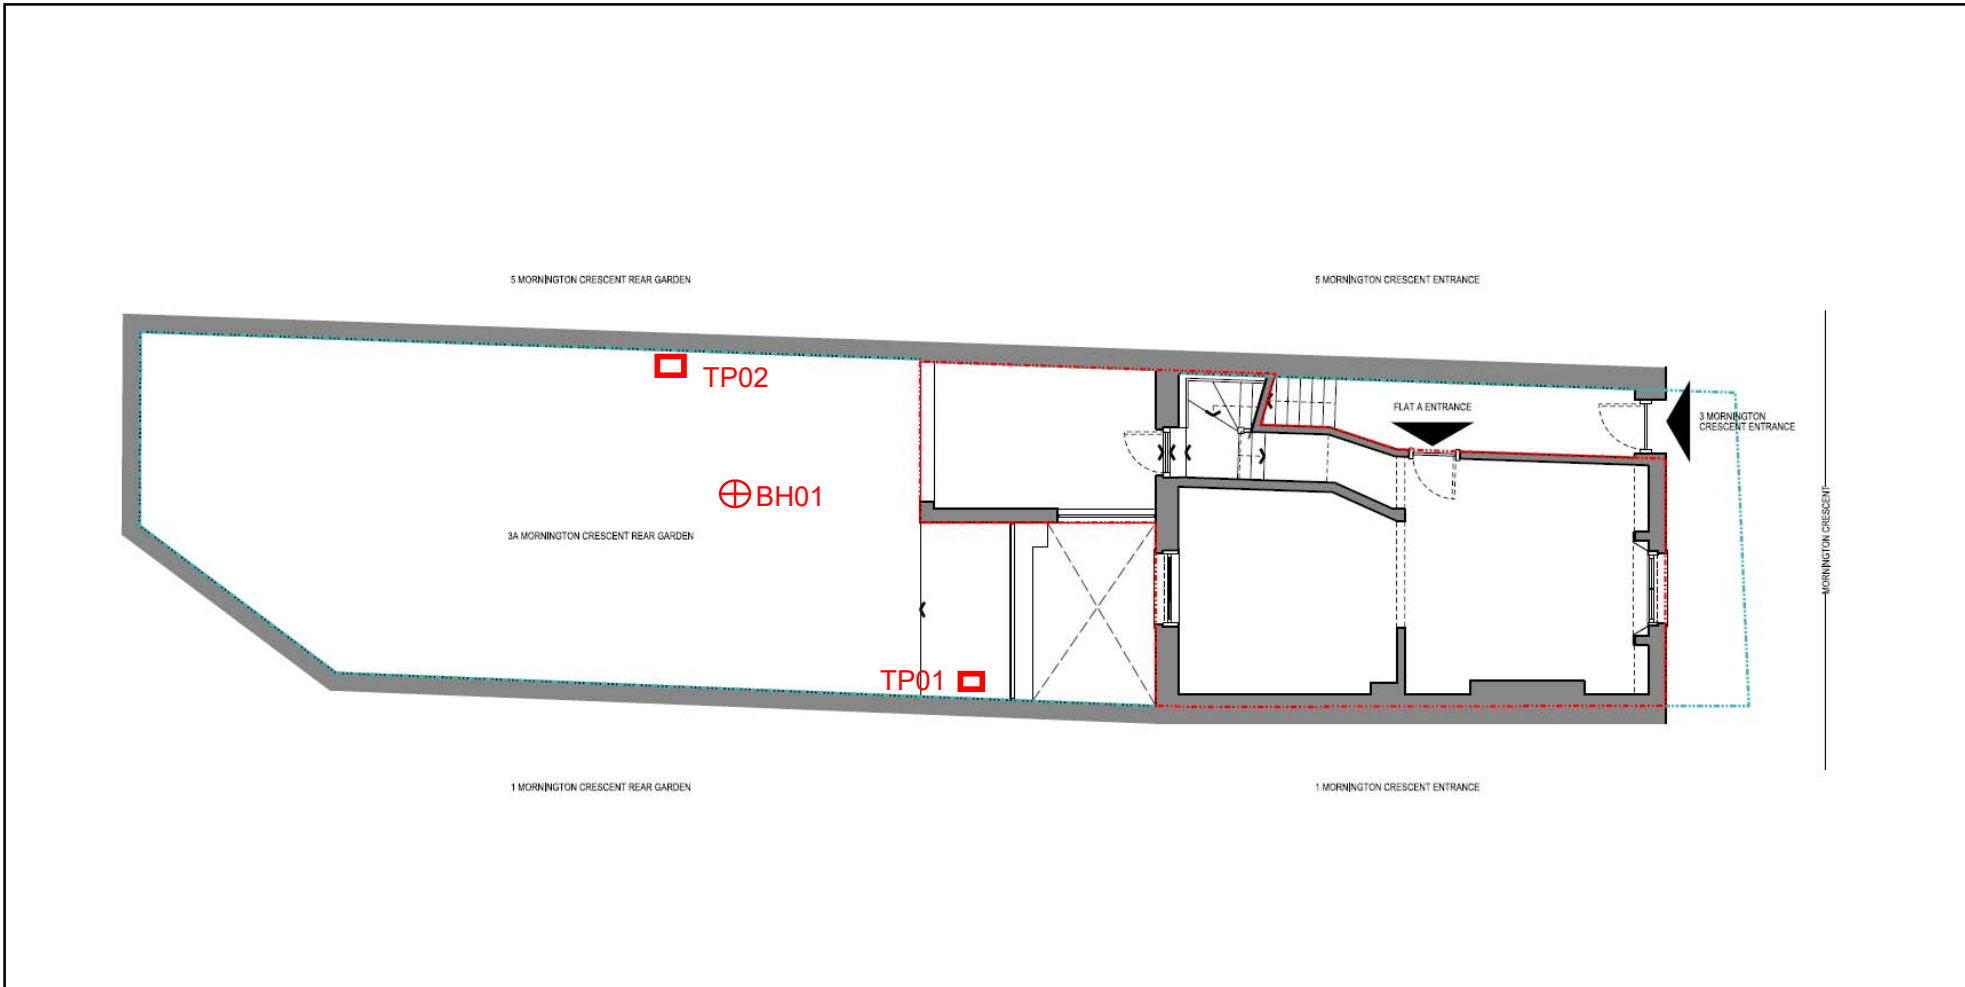 5 MORNINGTON CRESCENT REAR GARDEN
5 MORNINGTON CRESCENT ENTRANCE
TP02
FLAT A ENTRANCE
3 MORNINGTON
CRESCENT ENTRANCE
BH01
3A MORNINGTON CRESCENT REAR GARDEN
MORNINGTON CRESCENT
TP01
1 MORNINGTON CRESCENT REAR GARDEN
1 MORNINGTON CRESCENT ENTRANCE